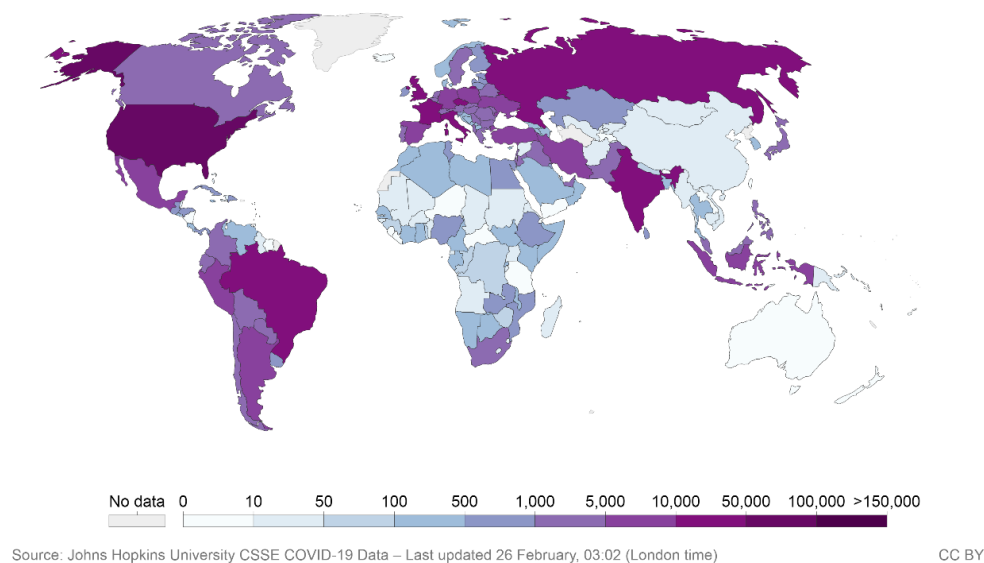 No data 0 10 50 100 500 1,000 5,000 10,000 50,000 100,000 >150,000
Source: Johns Hopkins University CSSE COVID-19 Data – Last updated 26 February, 03:02 (London time) CC BY